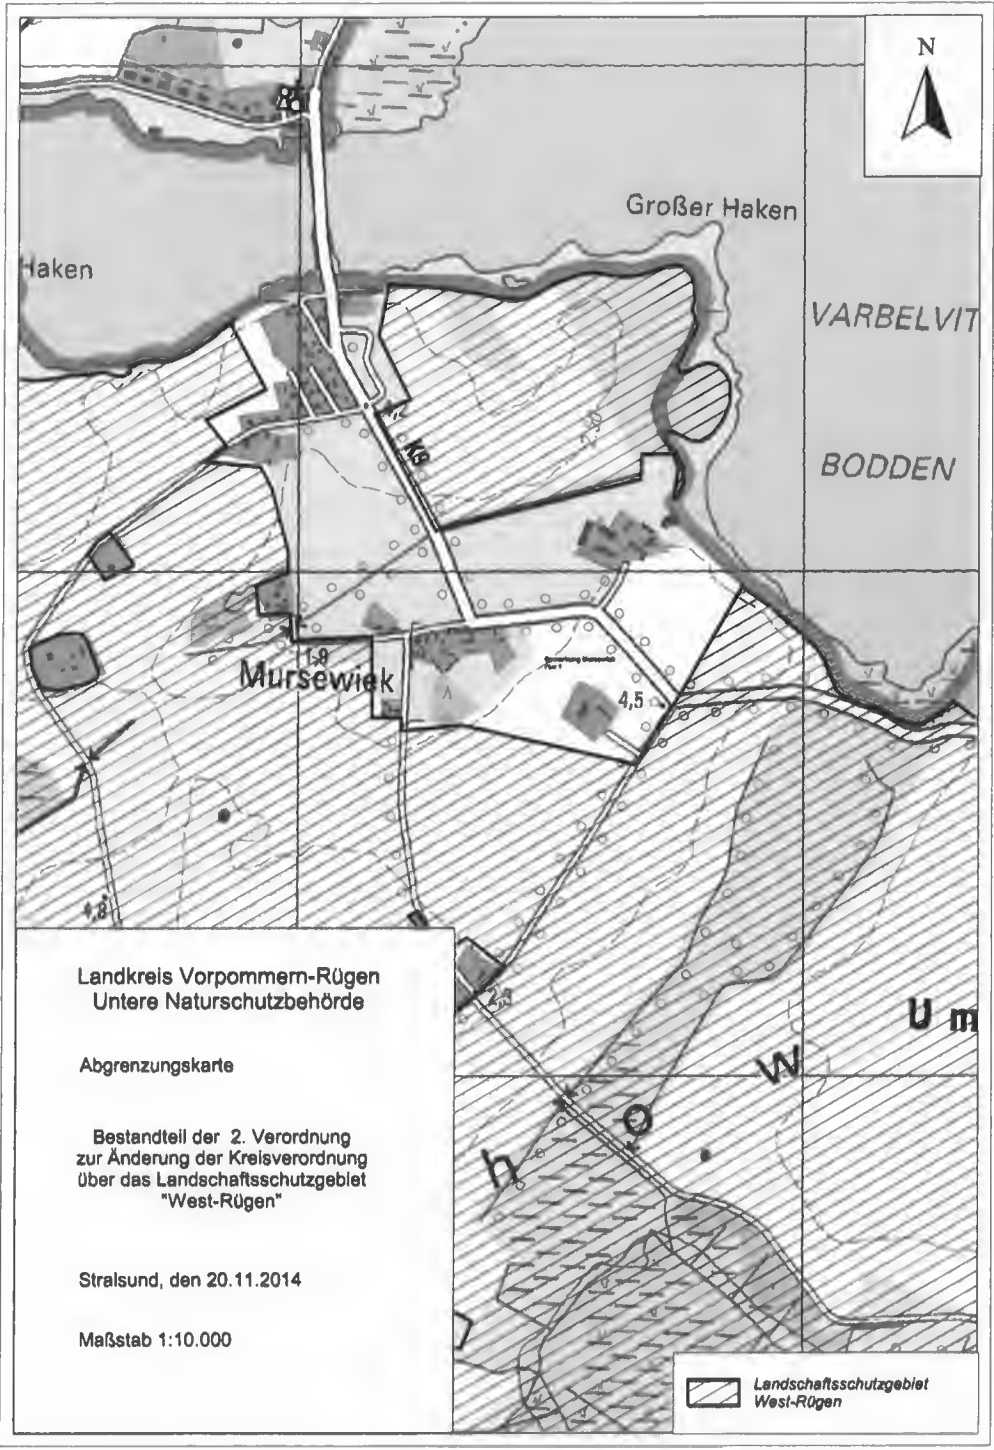 N
Großer Haken
Haken
VARBELVIT
BODDEN
K9
2,50
1,9
Mursewiek
4,5
4,8
2,3
U m
w
o
h
Landkreis Vorpommern-Rügen
Untere Naturschutzbehörde
Abgrenzungskarte
Bestandteil der 2. Verordnung
zur Änderung der Kreisverordnung
über das Landschaftsschutzgebiet
"West-Rügen"
Stralsund, den 20.11.2014
Maßstab 1:10.000
Landschaftsschutzgebiet
West-Rügen